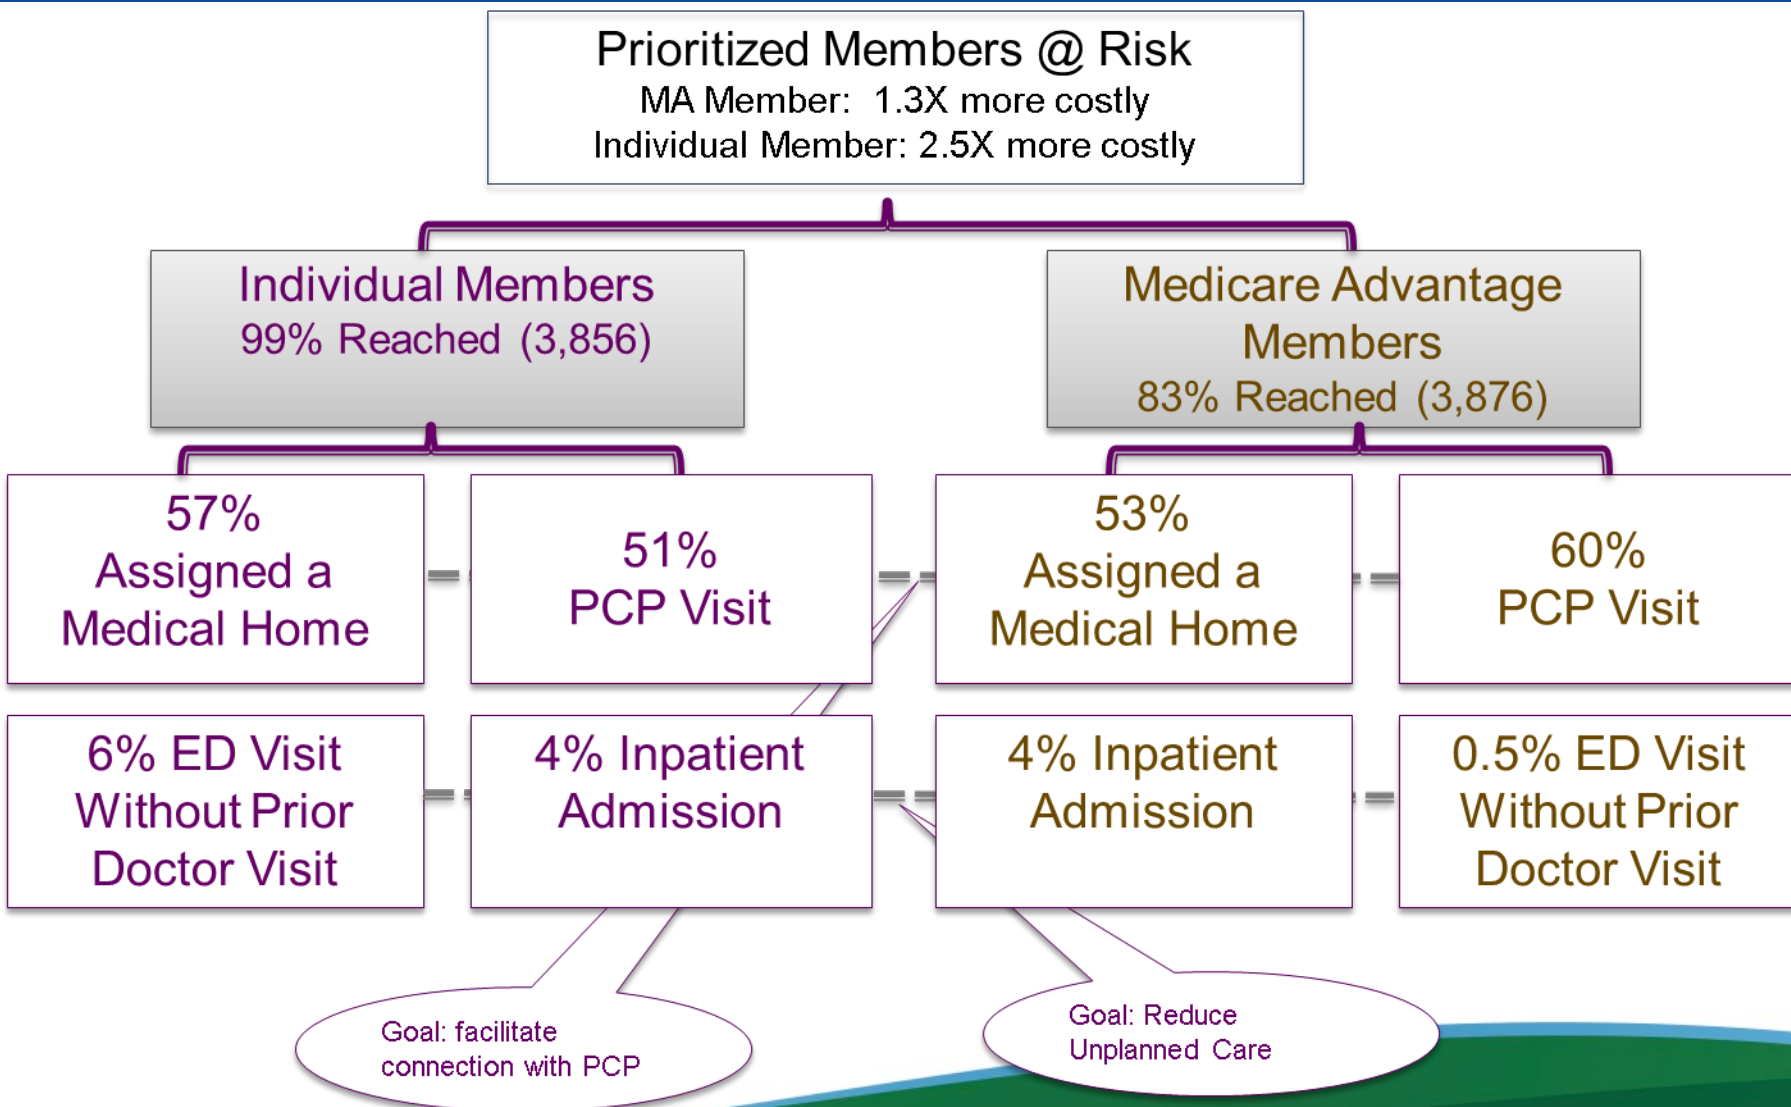 Prioritized Members @ Risk
MA Member: 1.3X more costly
Individual Member: 2.5X more costly
Individual Members
99% Reached (3,856)
Medicare Advantage
Members
83% Reached (3,876)
57%
Assigned a
Medical Home
51%
PCP Visit
53%
Assigned a
Medical Home
60%
PCP Visit
6% ED Visit
Without Prior
Doctor Visit
4% Inpatient
Admission
4% Inpatient
Admission
0.5% ED Visit
Without Prior
Doctor Visit
Goal: facilitate
connection with PCP
Goal: Reduce
Unplanned Care